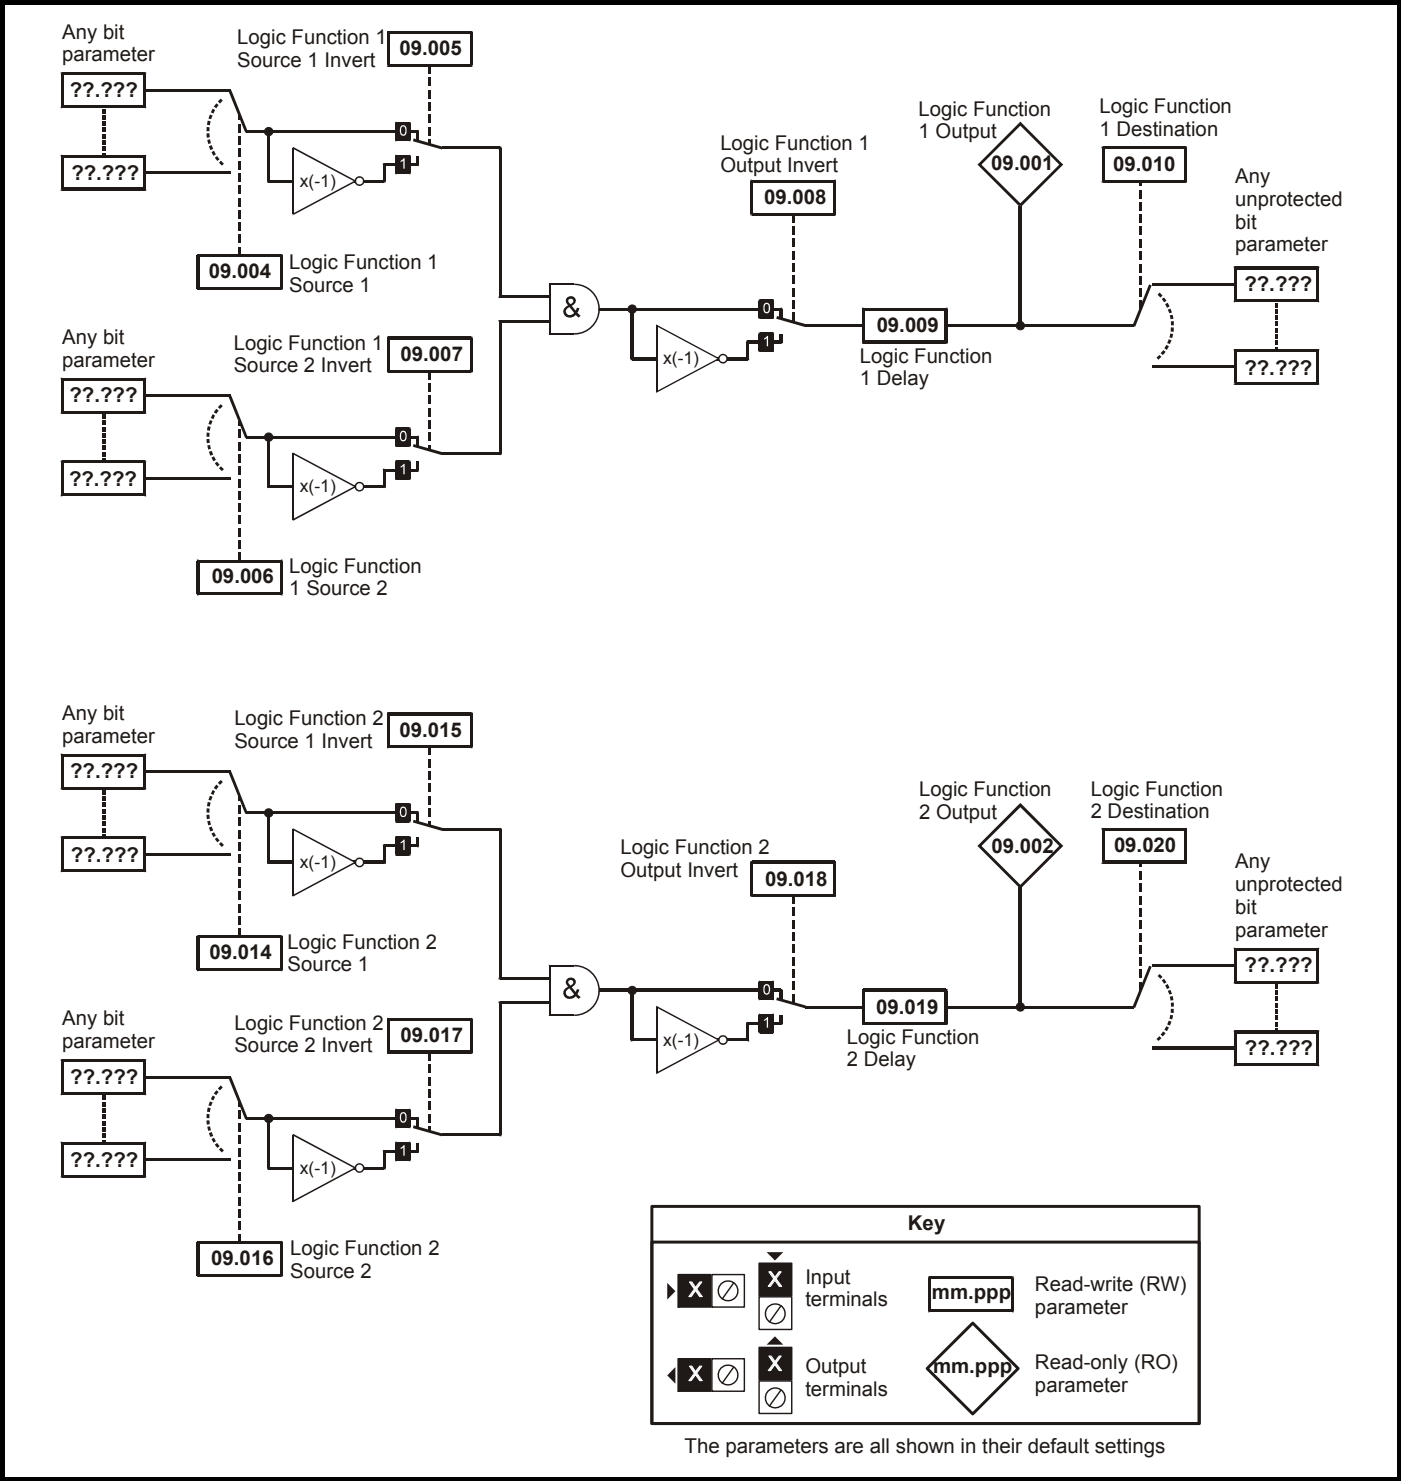 Any bit
parameter
??.???
??.???
Logic Function 1
Source 1 Invert
09.005
0
1
x(-1)
09.004
Logic Function 1
Source 1
Any bit
parameter
??.???
??.???
Logic Function 1
Source 2 Invert
09.007
0
1
x(-1)
09.006
Logic Function
1 Source 2
&
Logic Function 1
Output Invert
09.008
0
1
x(-1)
09.009
Logic Function
1 Delay
Logic Function
1 Output
09.001
Logic Function
1 Destination
09.010
Any
unprotected
bit
parameter
??.???
??.???
Any bit
parameter
??.???
??.???
Logic Function 2
Source 1 Invert
09.015
0
1
x(-1)
09.014
Logic Function 2
Source 1
Any bit
parameter
??.???
??.???
Logic Function 2
Source 2 Invert
09.017
0
1
x(-1)
09.016
Logic Function 2
Source 2
&
Logic Function 2
Output Invert
09.018
0
1
x(-1)
09.019
Logic Function
2 Delay
Logic Function
2 Output
09.002
Logic Function
2 Destination
09.020
Any
unprotected
bit
parameter
??.???
??.???
Key
X
X
Input
terminals
mm.ppp
Read-write (RW)
parameter
X
X
Output
terminals
mm.ppp
Read-only (RO)
parameter
The parameters are all shown in their default settings